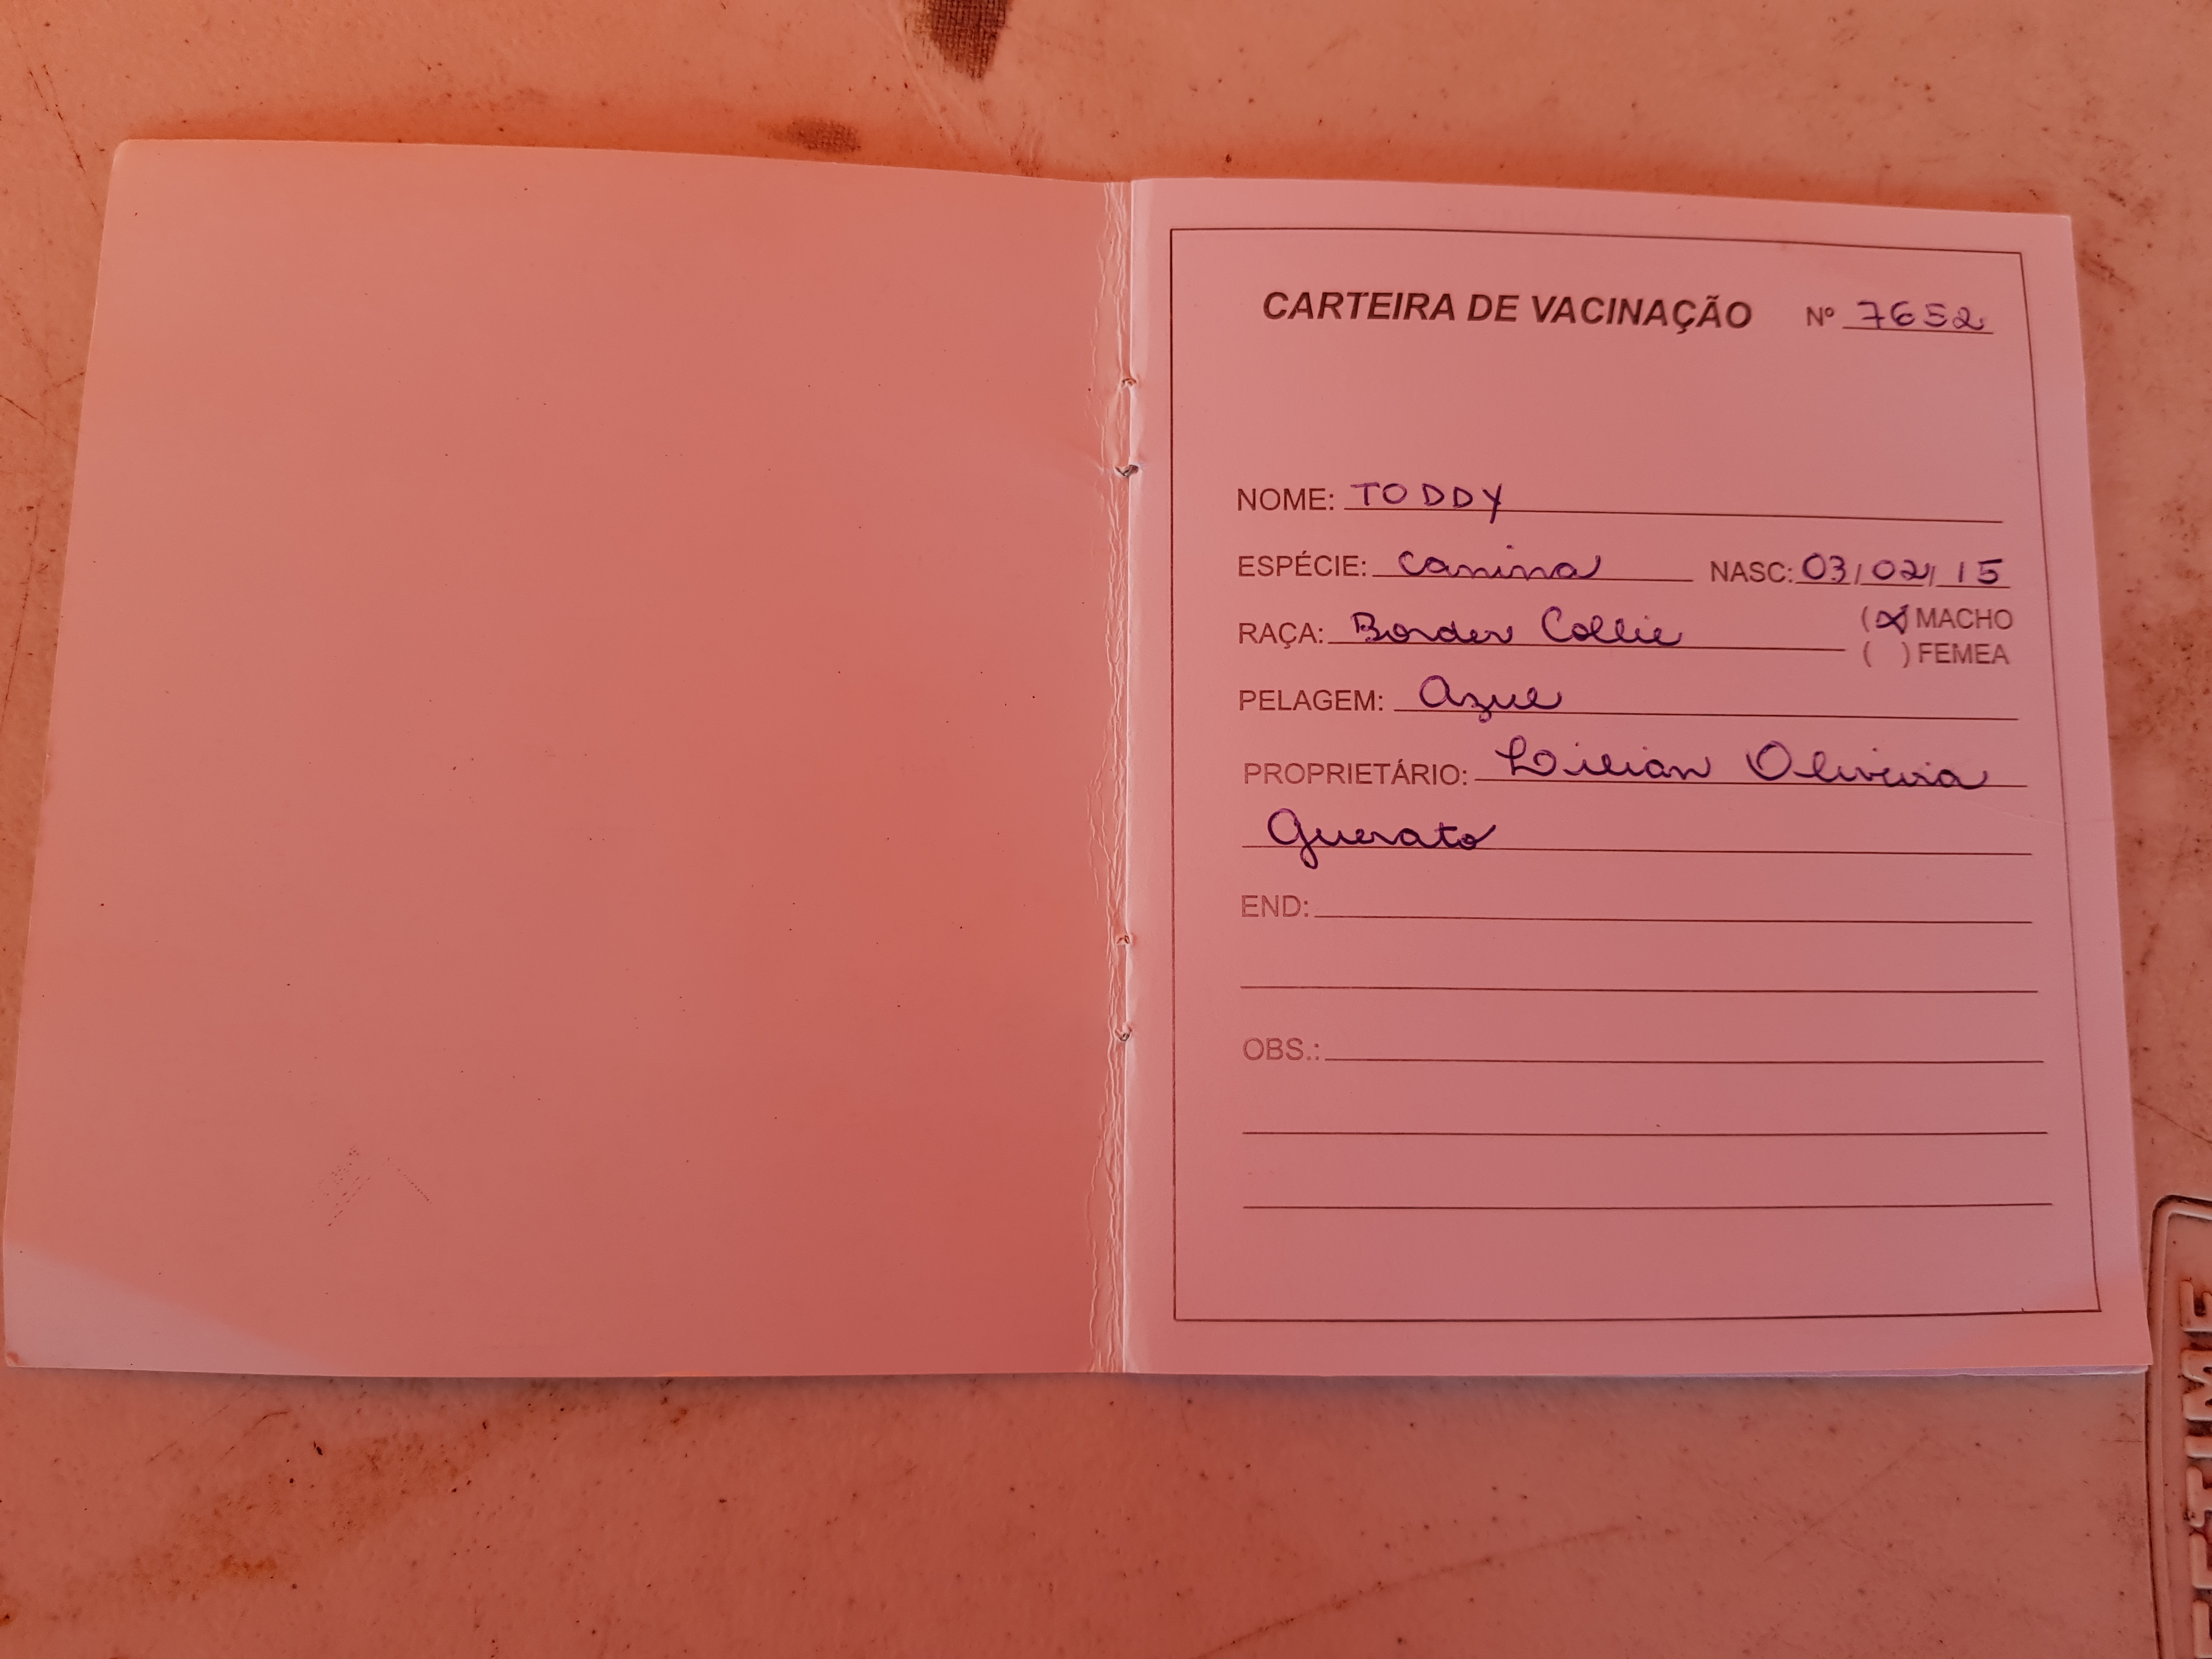 CARTEIRA DE VACINAÇÃO Nº 7652
NOME: TODDY
ESPÉCIE: Canina NASC: 03/02/15
RAÇA: Border Collie (X) MACHO
( ) FEMEA
PELAGEM: Azul
PROPRIETÁRIO: Lilian Oliveira
Querato
END:
OBS.: